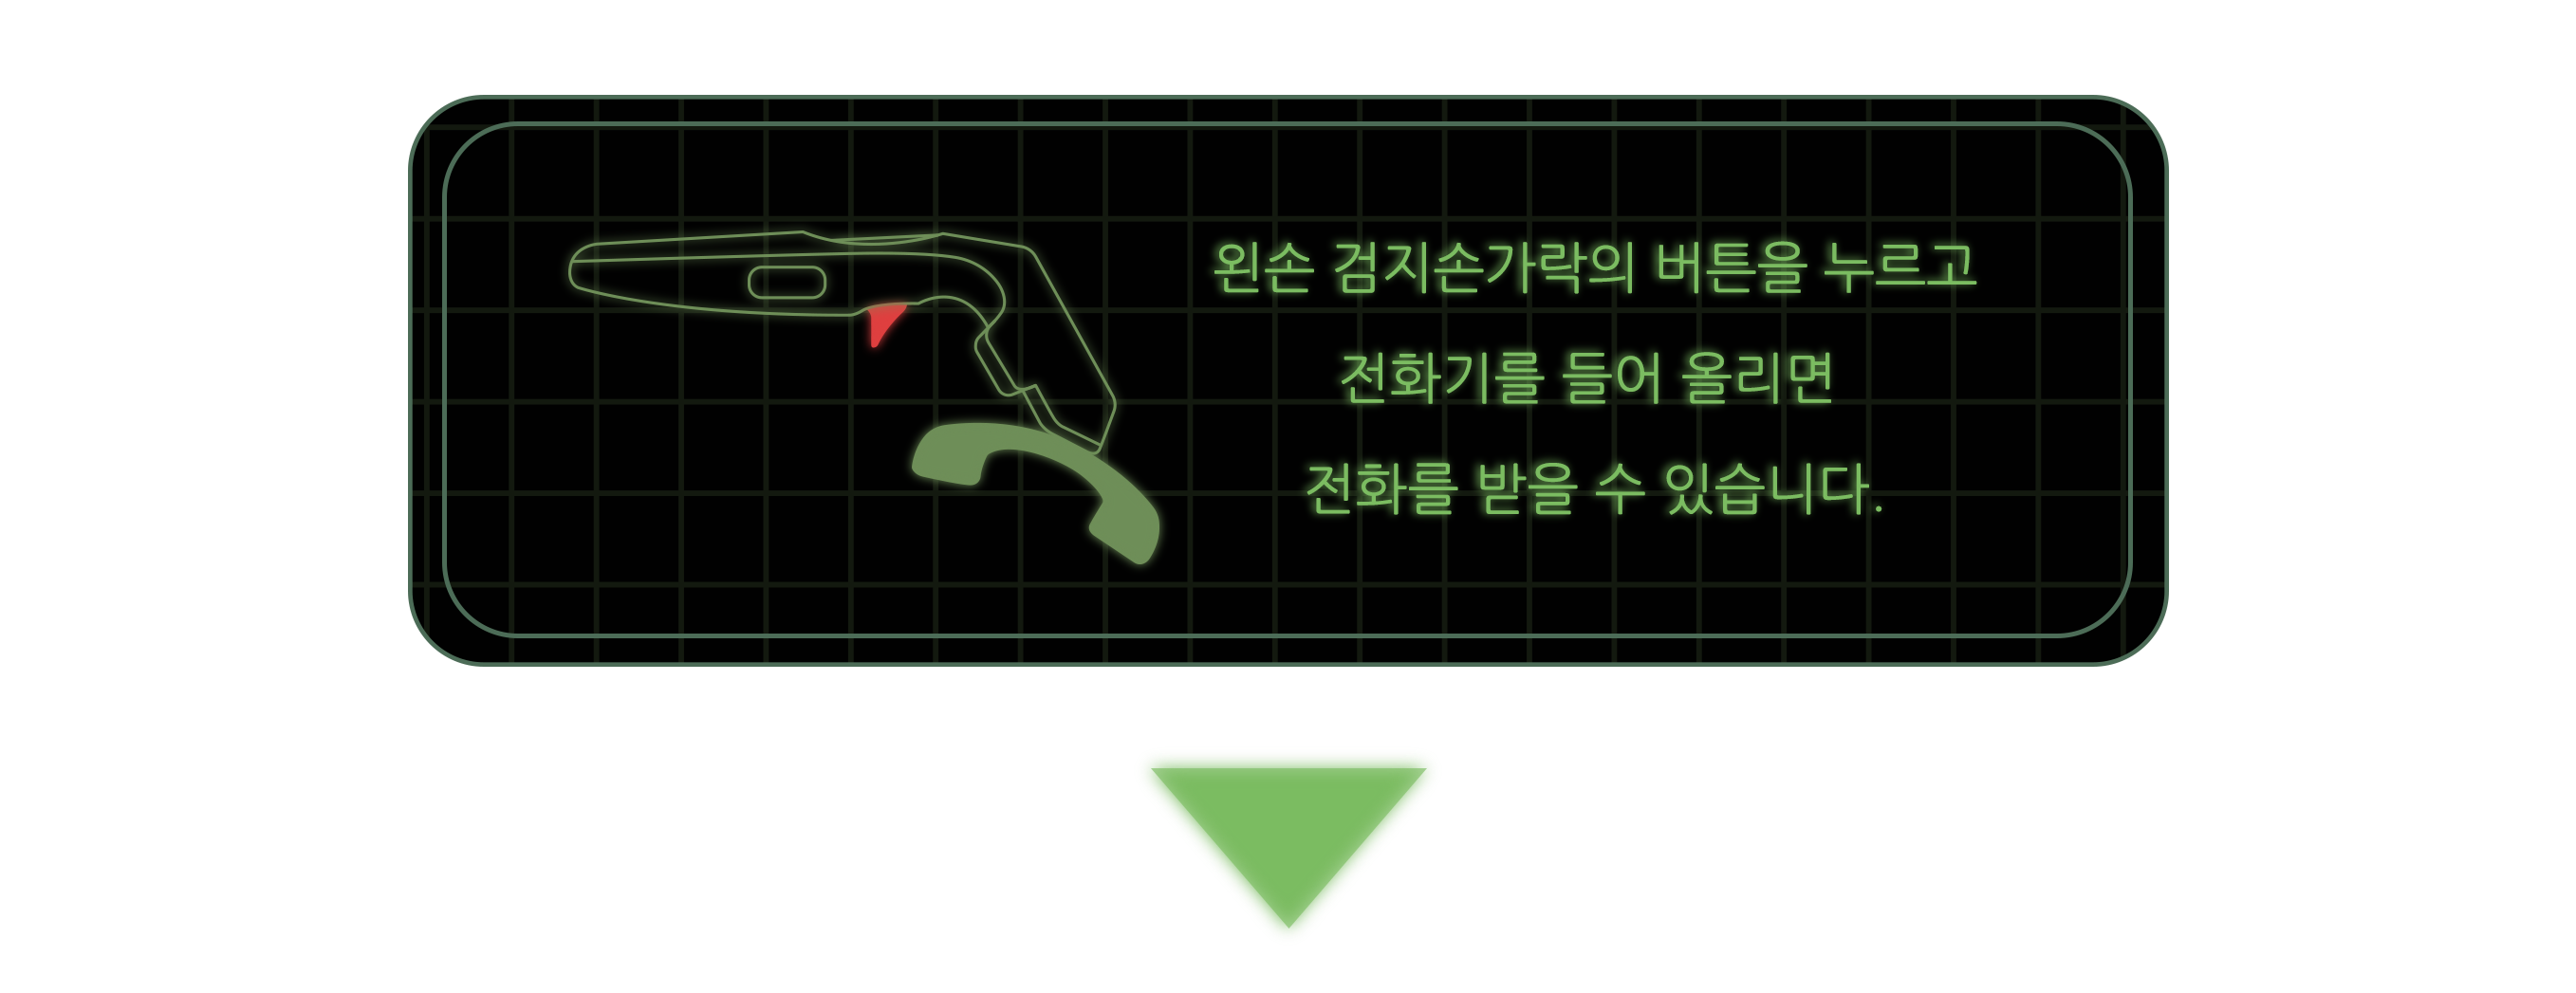 왼손 검지손가락의 버튼을 누르고
전화기를 들어 올리면
전화를 받을 수 있습니다.